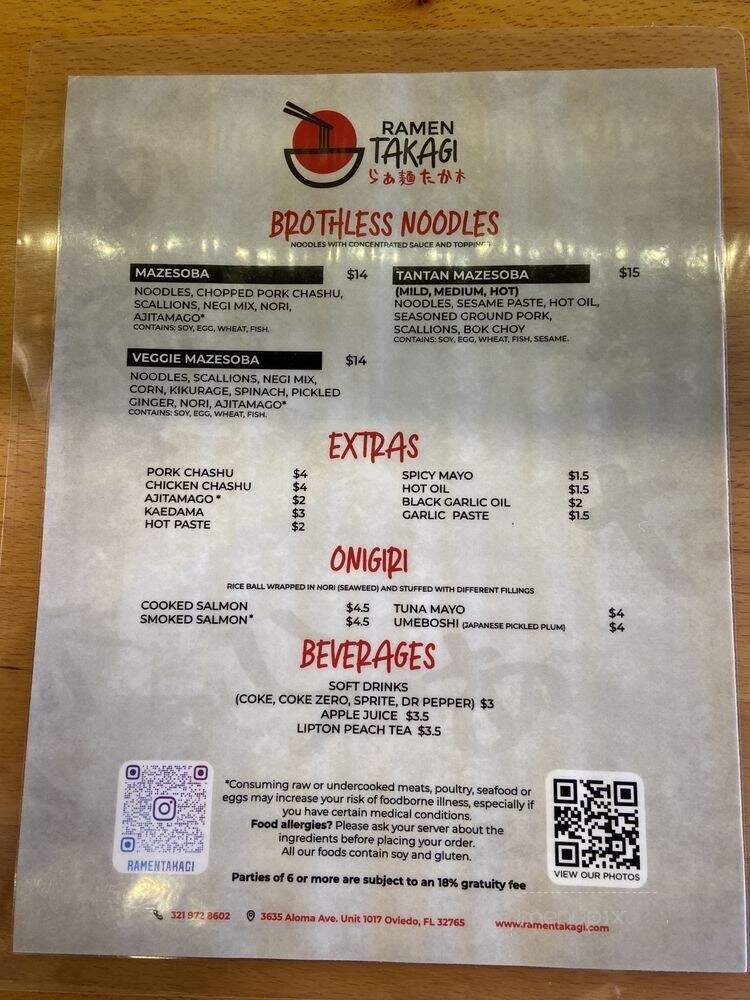 RAMEN
TAKAGI
らぁ麺たか木
BROTHLESS NOODLES
NOODLES WITH CONCENTRATED SAUCE AND TOPPINGS
MAZESOBA $14
NOODLES, CHOPPED PORK CHASHU,
SCALLIONS, NEGI MIX, NORI,
AJITAMAGO*
CONTAINS: SOY, EGG, WHEAT, FISH.
VEGGIE MAZESOBA $14
NOODLES, SCALLIONS, NEGI MIX,
CORN, KIKURAGE, SPINACH, PICKLED
GINGER, NORI, AJITAMAGO*
CONTAINS: SOY, EGG, WHEAT, FISH.
TANTAN MAZESOBA $15
(MILD, MEDIUM, HOT)
NOODLES, SESAME PASTE, HOT OIL,
SEASONED GROUND PORK,
SCALLIONS, BOK CHOY
CONTAINS: SOY, EGG, WHEAT, FISH, SESAME.
EXTRAS
PORK CHASHU $4
CHICKEN CHASHU $4
AJITAMAGO* $2
KAEDAMA $3
HOT PASTE $2
SPICY MAYO $1.5
HOT OIL $1.5
BLACK GARLIC OIL $2
GARLIC PASTE $1.5
ONIGIRI
RICE BALL WRAPPED IN NORI (SEAWEED) AND STUFFED WITH DIFFERENT FILLINGS
COOKED SALMON $4.5
SMOKED SALMON* $4.5
TUNA MAYO $4
UMEBOSHI (JAPANESE PICKLED PLUM) $4
BEVERAGES
SOFT DRINKS
(COKE, COKE ZERO, SPRITE, DR PEPPER) $3
APPLE JUICE $3.5
LIPTON PEACH TEA $3.5
RAMENTAKAGI
*Consuming raw or undercooked meats, poultry, seafood or
eggs may increase your risk of foodborne illness, especially if
you have certain medical conditions.
Food allergies? Please ask your server about the
ingredients before placing your order.
All our foods contain soy and gluten.
Parties of 6 or more are subject to an 18% gratuity fee
VIEW OUR PHOTOS
321 972 8602 3635 Aloma Ave. Unit 1017 Oviedo, FL 32765 www.ramentakagi.com